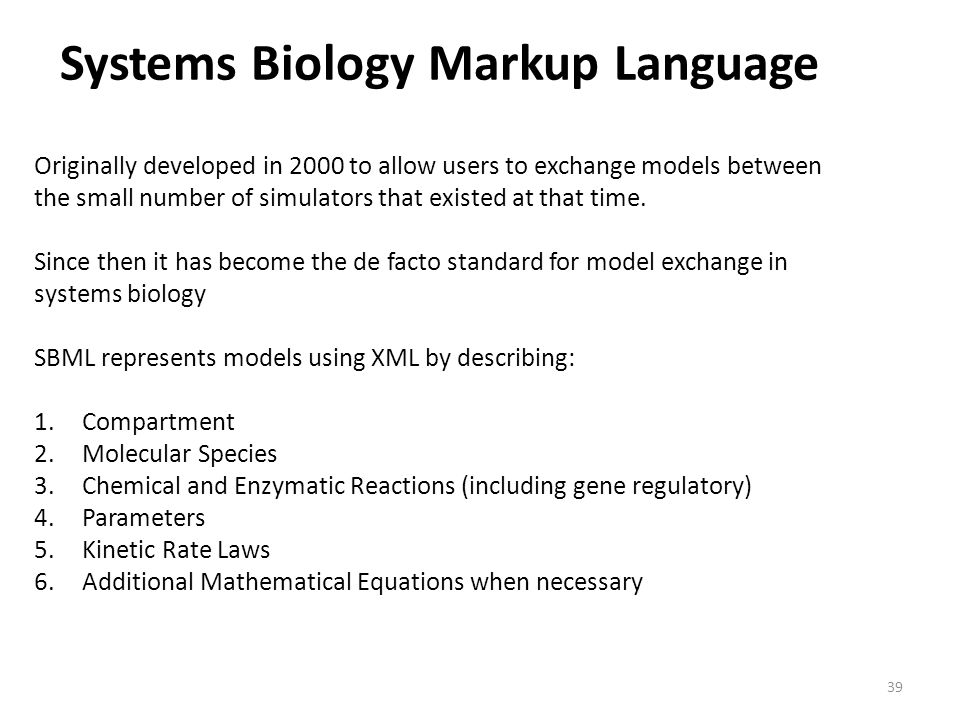 Systems Biology Markup Language
Originally developed in 2000 to allow users to exchange models between
the small number of simulators that existed at that time.
Since then it has become the de facto standard for model exchange in
systems biology
SBML represents models using XML by describing:
1. Compartment
2. Molecular Species
3. Chemical and Enzymatic Reactions (including gene regulatory)
4. Parameters
5. Kinetic Rate Laws
6. Additional Mathematical Equations when necessary
39